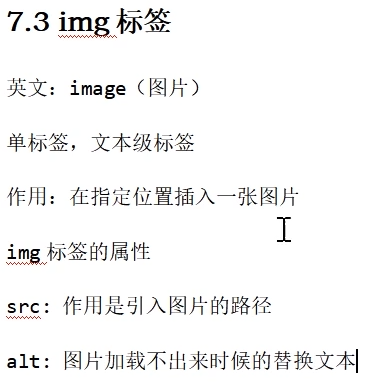 7.3 img 标签
英文：image（图片）
单标签，文本级标签
作用：在指定位置插入一张图片
img 标签的属性
src：作用是引入图片的路径
alt：图片加载不出来时候的替换文本